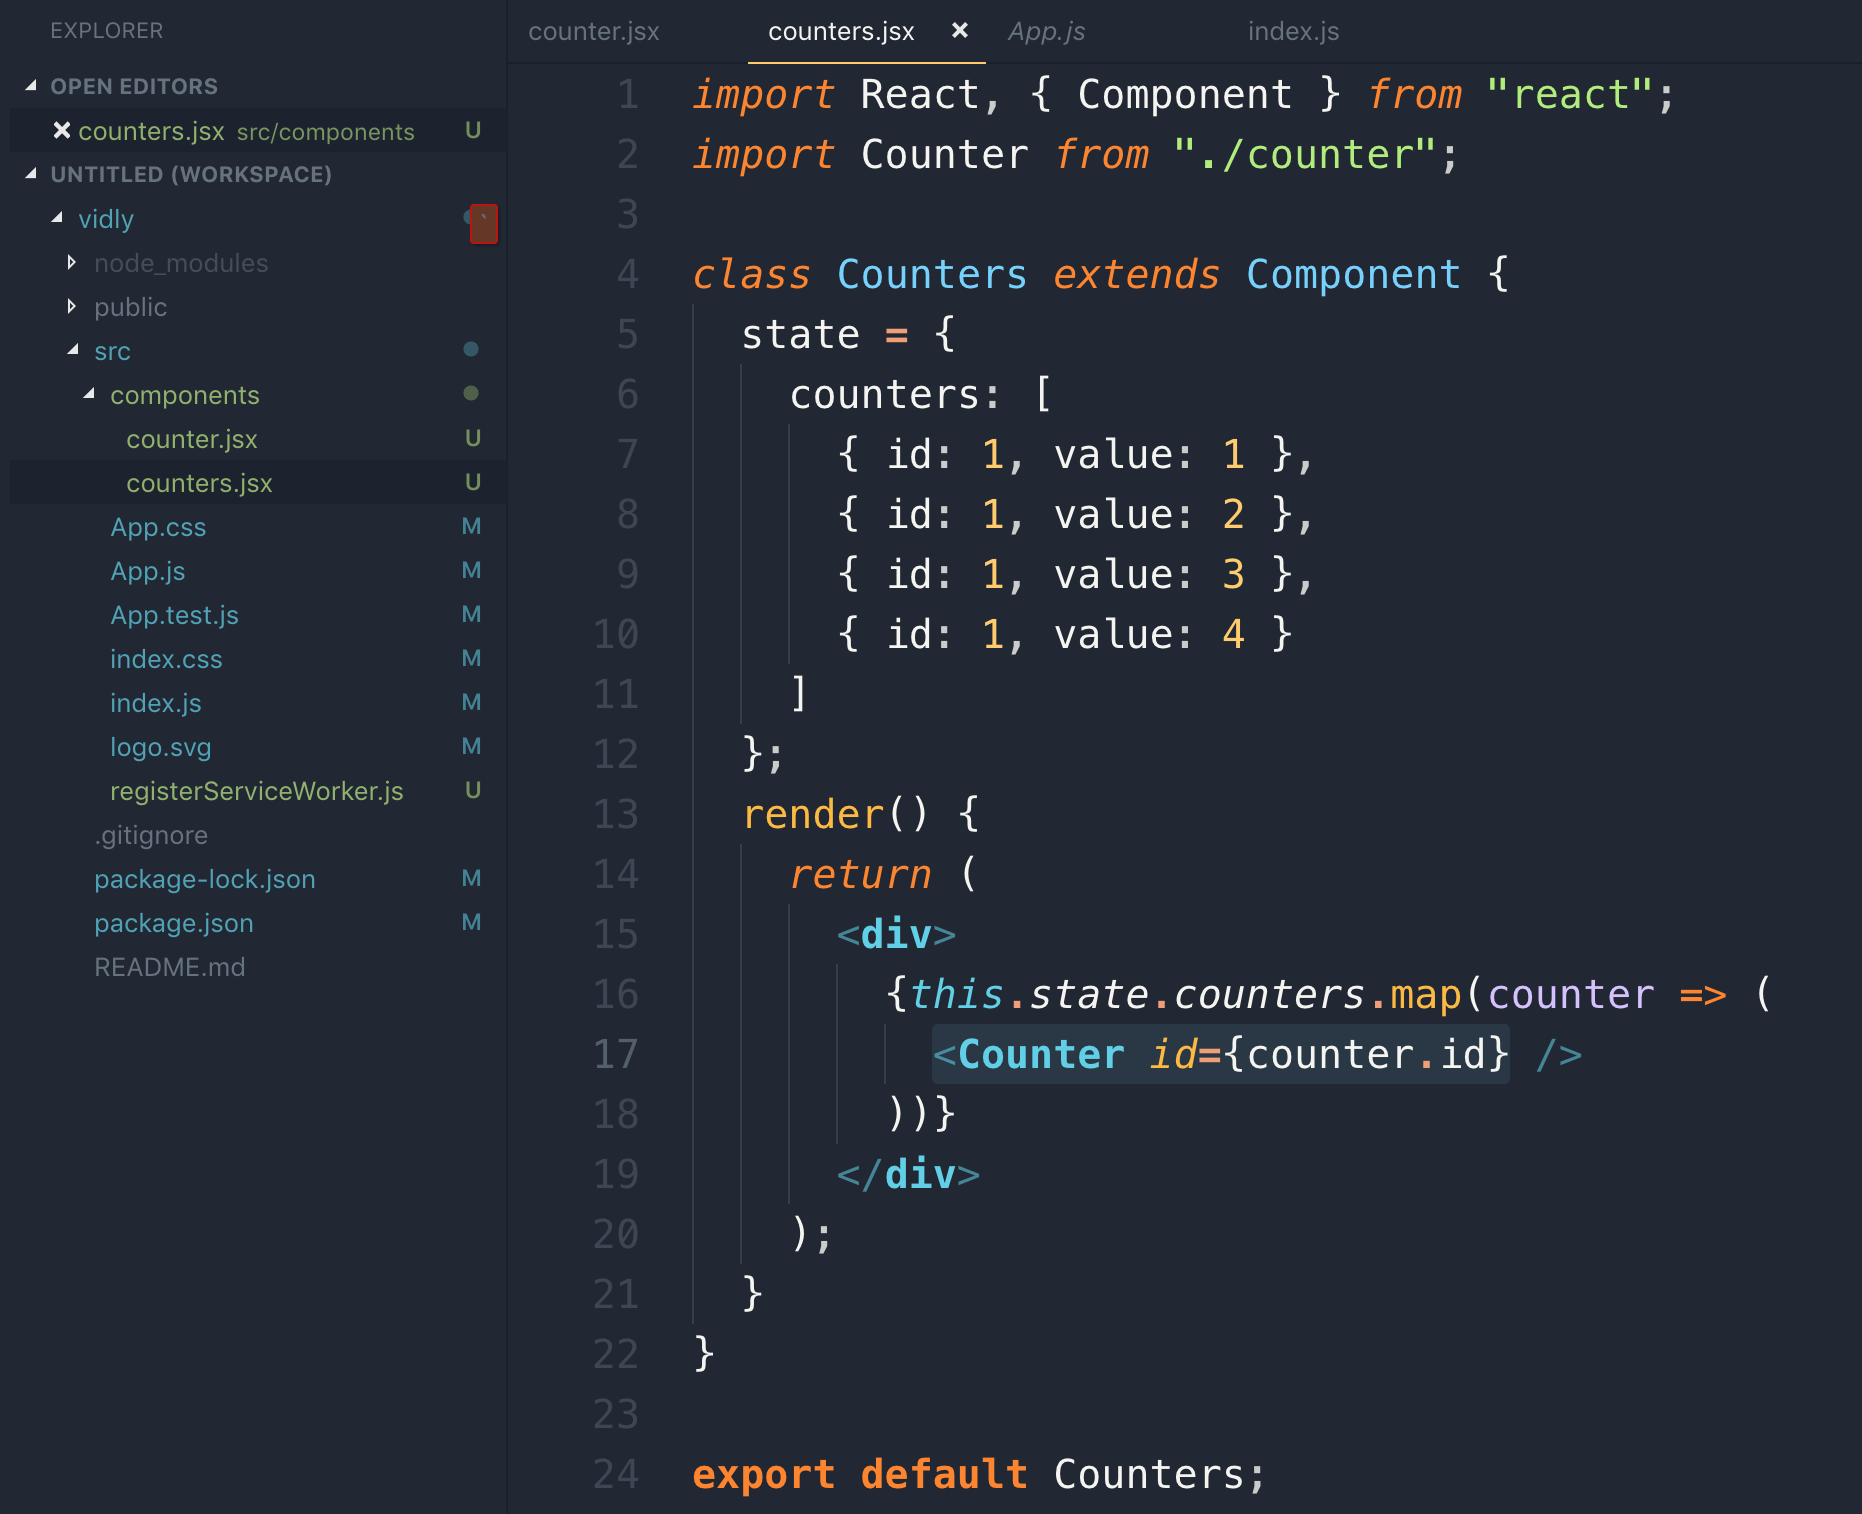 EXPLORER
OPEN EDITORS
counters.jsx src/components U
UNTITLED (WORKSPACE)
vidly
node_modules
public
src
components
counter.jsx U
counters.jsx U
App.css M
App.js M
App.test.js M
index.css M
index.js M
logo.svg M
registerServiceWorker.js U
.gitignore
package-lock.json M
package.json M
README.md
counter.jsx counters.jsx App.js index.js
1 import React, { Component } from "react";
2 import Counter from "./counter";
3
4 class Counters extends Component {
5 state = {
6 counters: [
7 { id: 1, value: 1 },
8 { id: 1, value: 2 },
9 { id: 1, value: 3 },
10 { id: 1, value: 4 }
11 ]
12 };
13 render() {
14 return (
15 <div>
16 {this.state.counters.map(counter => (
17 <Counter id={counter.id} />
18 ))}
19 </div>
20 );
21 }
22 }
23
24 export default Counters;